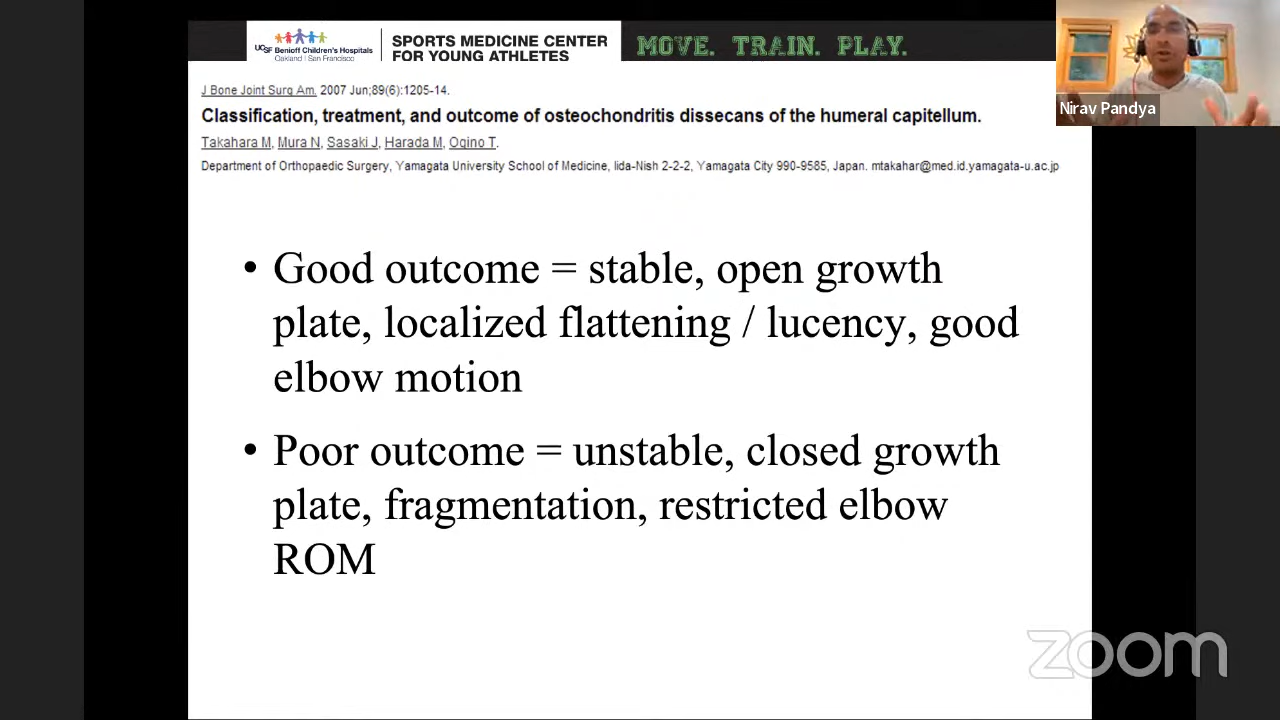 UCSF Benioff Children's Hospitals
Oakland | San Francisco
SPORTS MEDICINE CENTER
FOR YOUNG ATHLETES
MOVE. TRAIN. PLAY.
Nirav Pandya
J Bone Joint Surg Am. 2007 Jun;89(6):1205-14.
Classification, treatment, and outcome of osteochondritis dissecans of the humeral capitellum.
Takahara M, Mura N, Sasaki J, Harada M, Ogino T.
Department of Orthopaedic Surgery, Yamagata University School of Medicine, Iida-Nish 2-2-2, Yamagata City 990-9585, Japan. mtakahar@med.id.yamagata-u.ac.jp
• Good outcome = stable, open growth
plate, localized flattening / lucency, good
elbow motion
• Poor outcome = unstable, closed growth
plate, fragmentation, restricted elbow
ROM
zoom